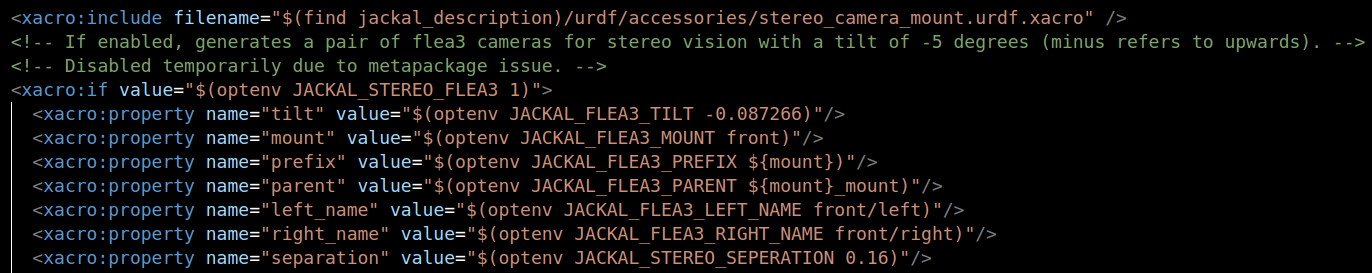 <xacro:include filename="$(find jackal_description)/urdf/accessories/stereo_camera_mount.urdf.xacro" />
<!-- If enabled, generates a pair of flea3 cameras for stereo vision with a tilt of -5 degrees (minus refers to upwards). -->
<!-- Disabled temporarily due to metapackage issue. -->
<xacro:if value="$(optenv JACKAL_STEREO_FLEA3 1)">
<xacro:property name="tilt" value="$(optenv JACKAL_FLEA3_TILT -0.087266)"/>
<xacro:property name="mount" value="$(optenv JACKAL_FLEA3_MOUNT front)"/>
<xacro:property name="prefix" value="$(optenv JACKAL_FLEA3_PREFIX ${mount})"/>
<xacro:property name="parent" value="$(optenv JACKAL_FLEA3_PARENT ${mount}_mount)"/>
<xacro:property name="left_name" value="$(optenv JACKAL_FLEA3_LEFT_NAME front/left)"/>
<xacro:property name="right_name" value="$(optenv JACKAL_FLEA3_RIGHT_NAME front/right)"/>
<xacro:property name="separation" value="$(optenv JACKAL_STEREO_SEPERATION 0.16)"/>